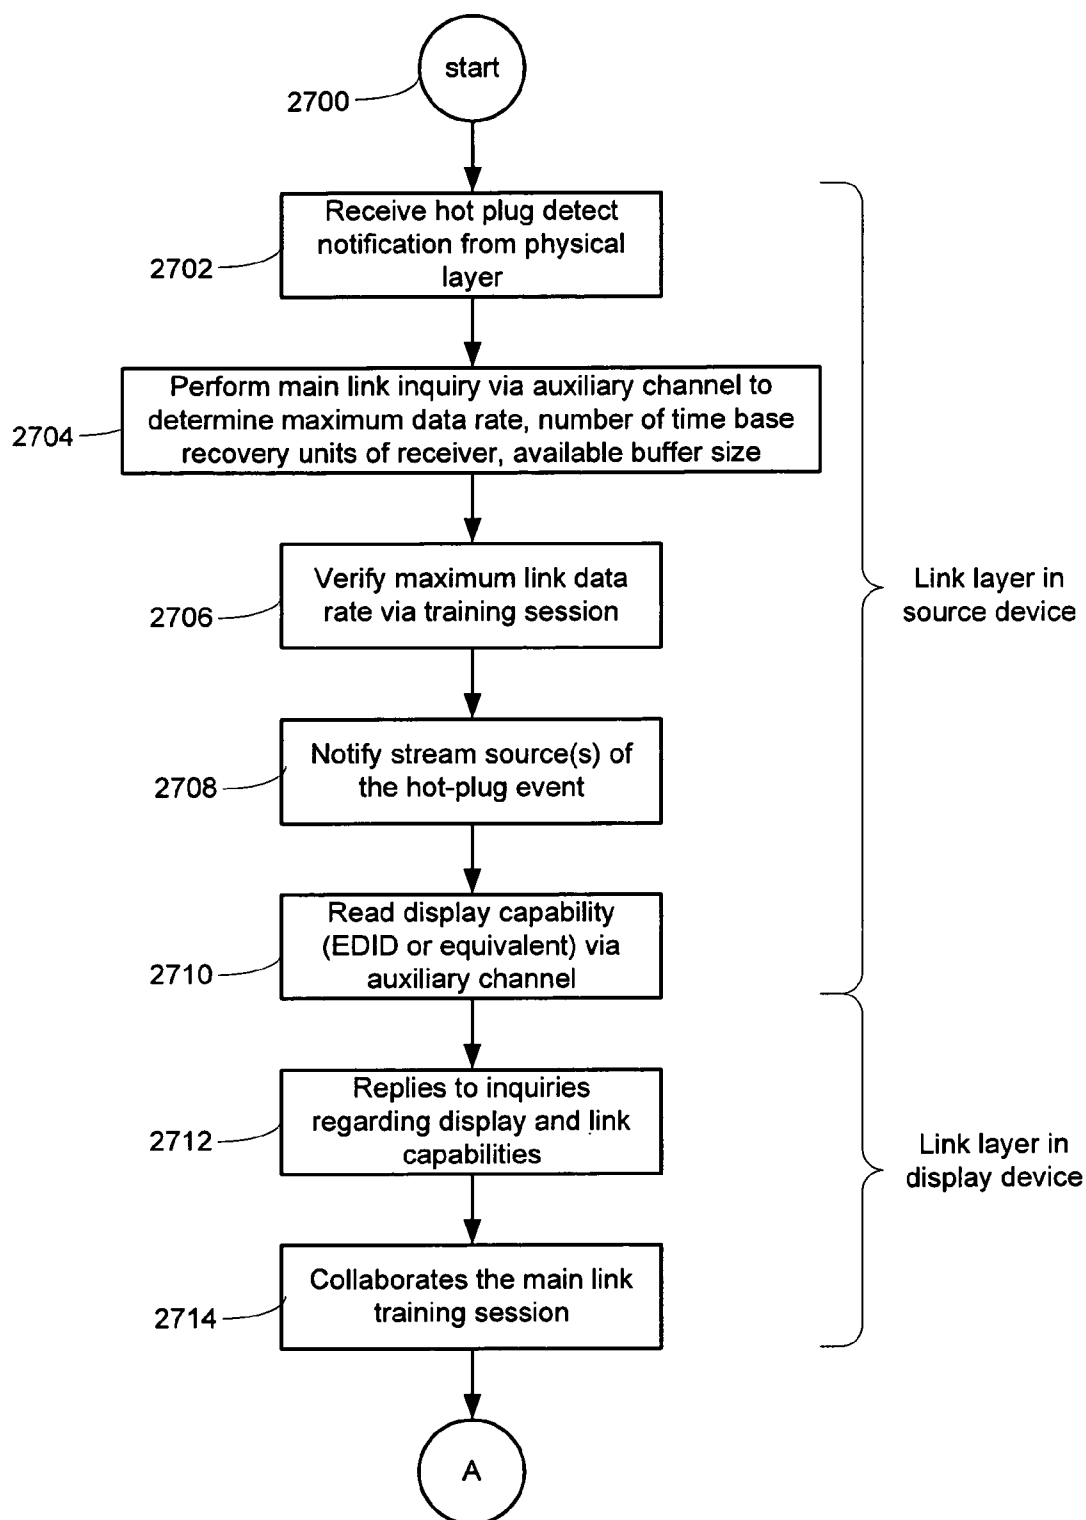 start
2700
Receive hot plug detect
notification from physical
layer
2702
Perform main link inquiry via auxiliary channel to
determine maximum data rate, number of time base
recovery units of receiver, available buffer size
2704
Verify maximum link data
rate via training session
2706
Link layer in
source device
Notify stream source(s) of
the hot-plug event
2708
Read display capability
(EDID or equivalent) via
auxiliary channel
2710
Replies to inquiries
regarding display and link
capabilities
2712
Link layer in
display device
Collaborates the main link
training session
2714
A